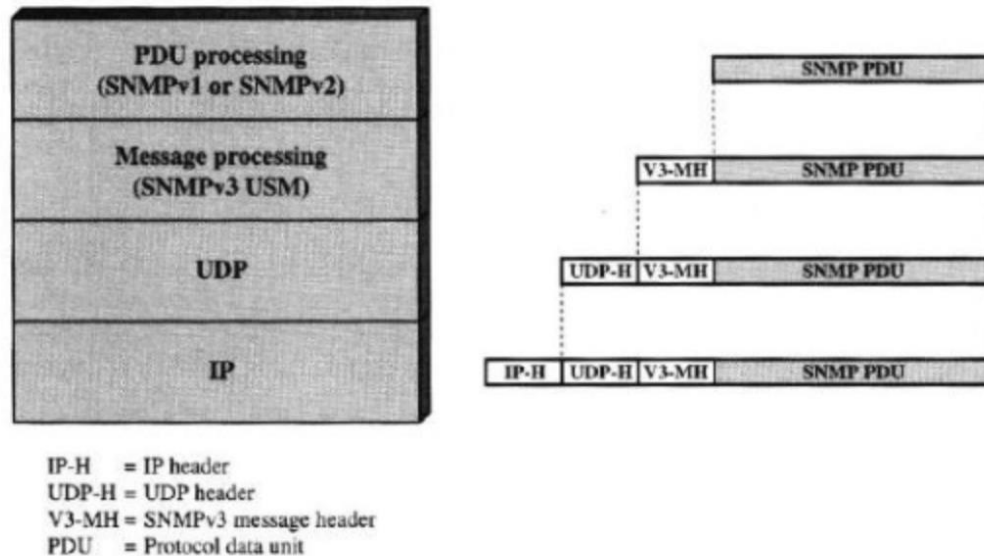 PDU processing
(SNMPv1 or SNMPv2)
Message processing
(SNMPv3 USM)
UDP
IP
SNMP PDU
V3-MH SNMP PDU
UDP-H V3-MH SNMP PDU
IP-H UDP-H V3-MH SNMP PDU
IP-H = IP header
UDP-H = UDP header
V3-MH = SNMPv3 message header
PDU = Protocol data unit